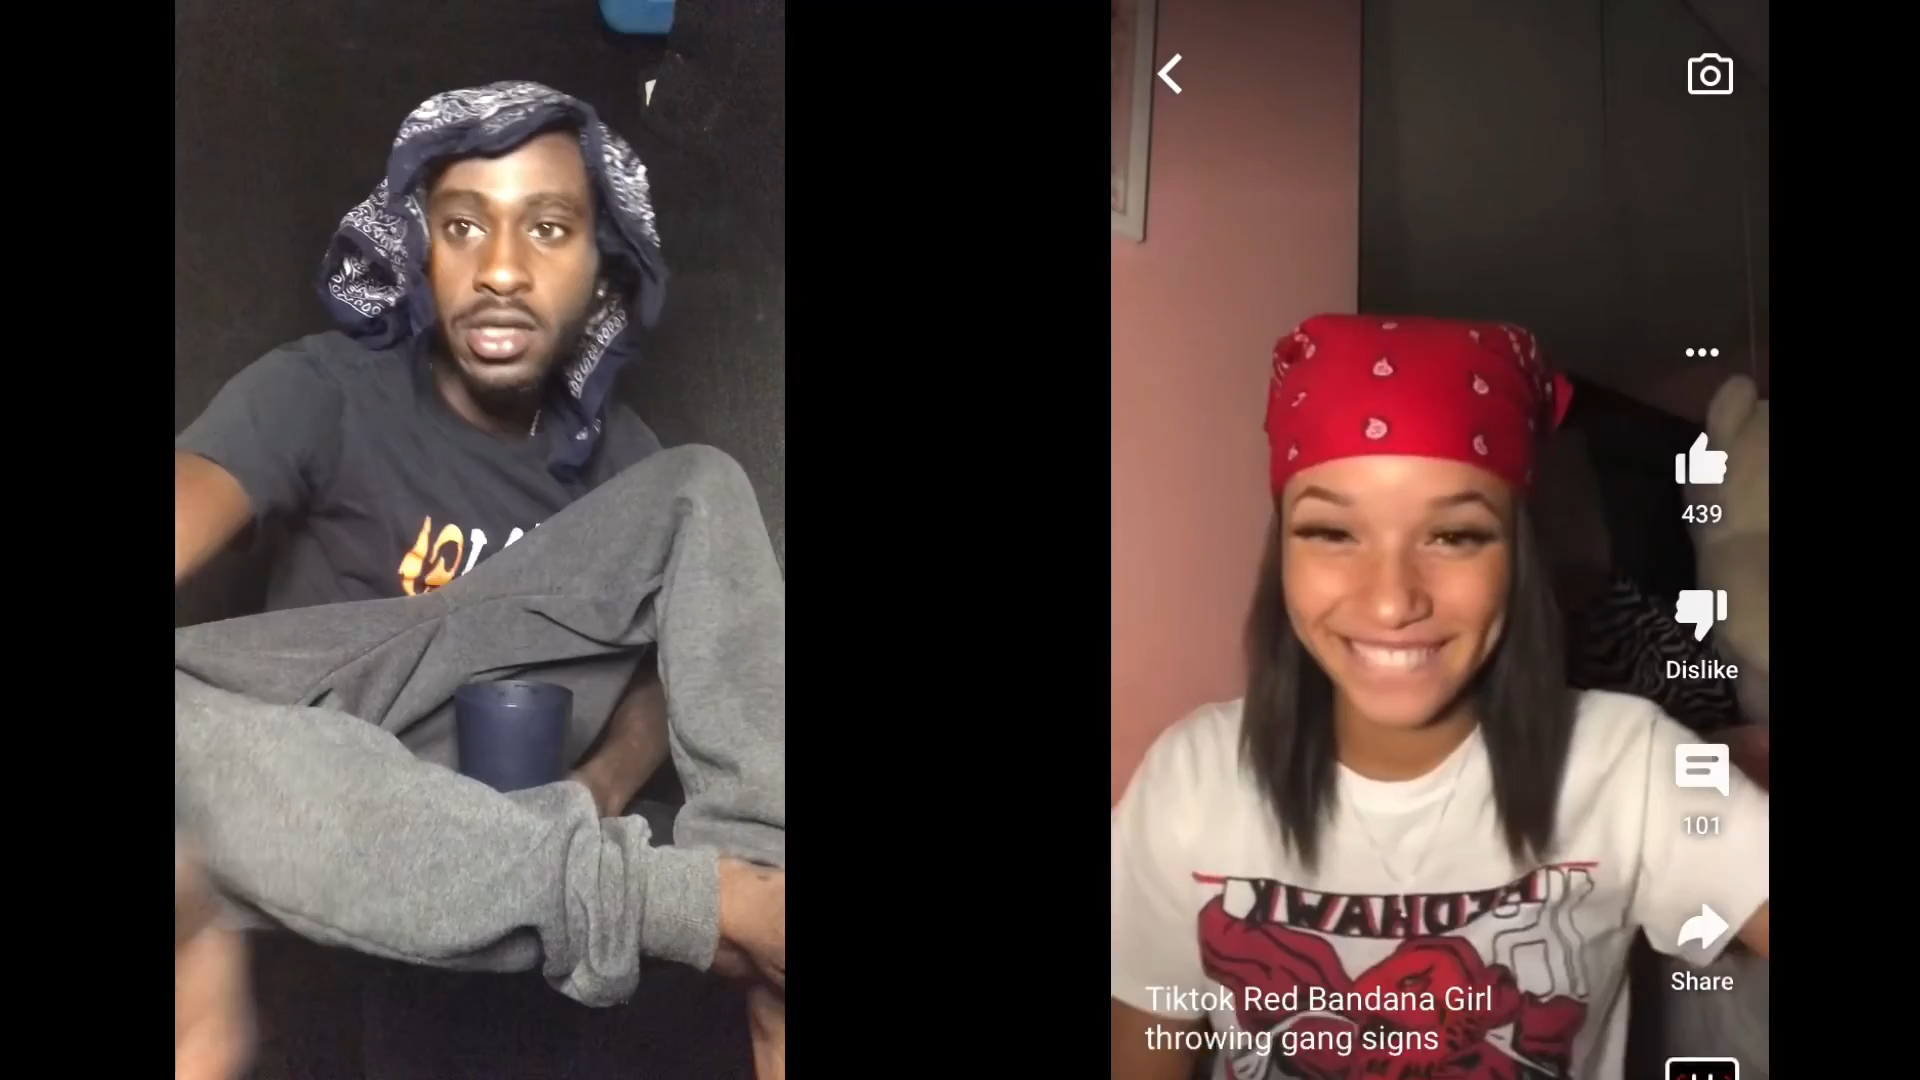 439
Dislike
101
Share
Tiktok Red Bandana Girl
throwing gang signs